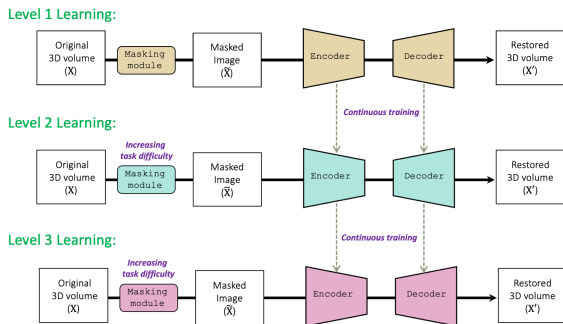 Level 1 Learning:
Original
3D volume
(X)
Masking
module
Masked
Image
(X̃)
Encoder
Decoder
Restored
3D volume
(X′)
Continuous training
Level 2 Learning:
Increasing
task difficulty
Original
3D volume
(X)
Masking
module
Masked
Image
(X̃)
Encoder
Decoder
Restored
3D volume
(X′)
Continuous training
Level 3 Learning:
Increasing
task difficulty
Original
3D volume
(X)
Masking
module
Masked
Image
(X̃)
Encoder
Decoder
Restored
3D volume
(X′)